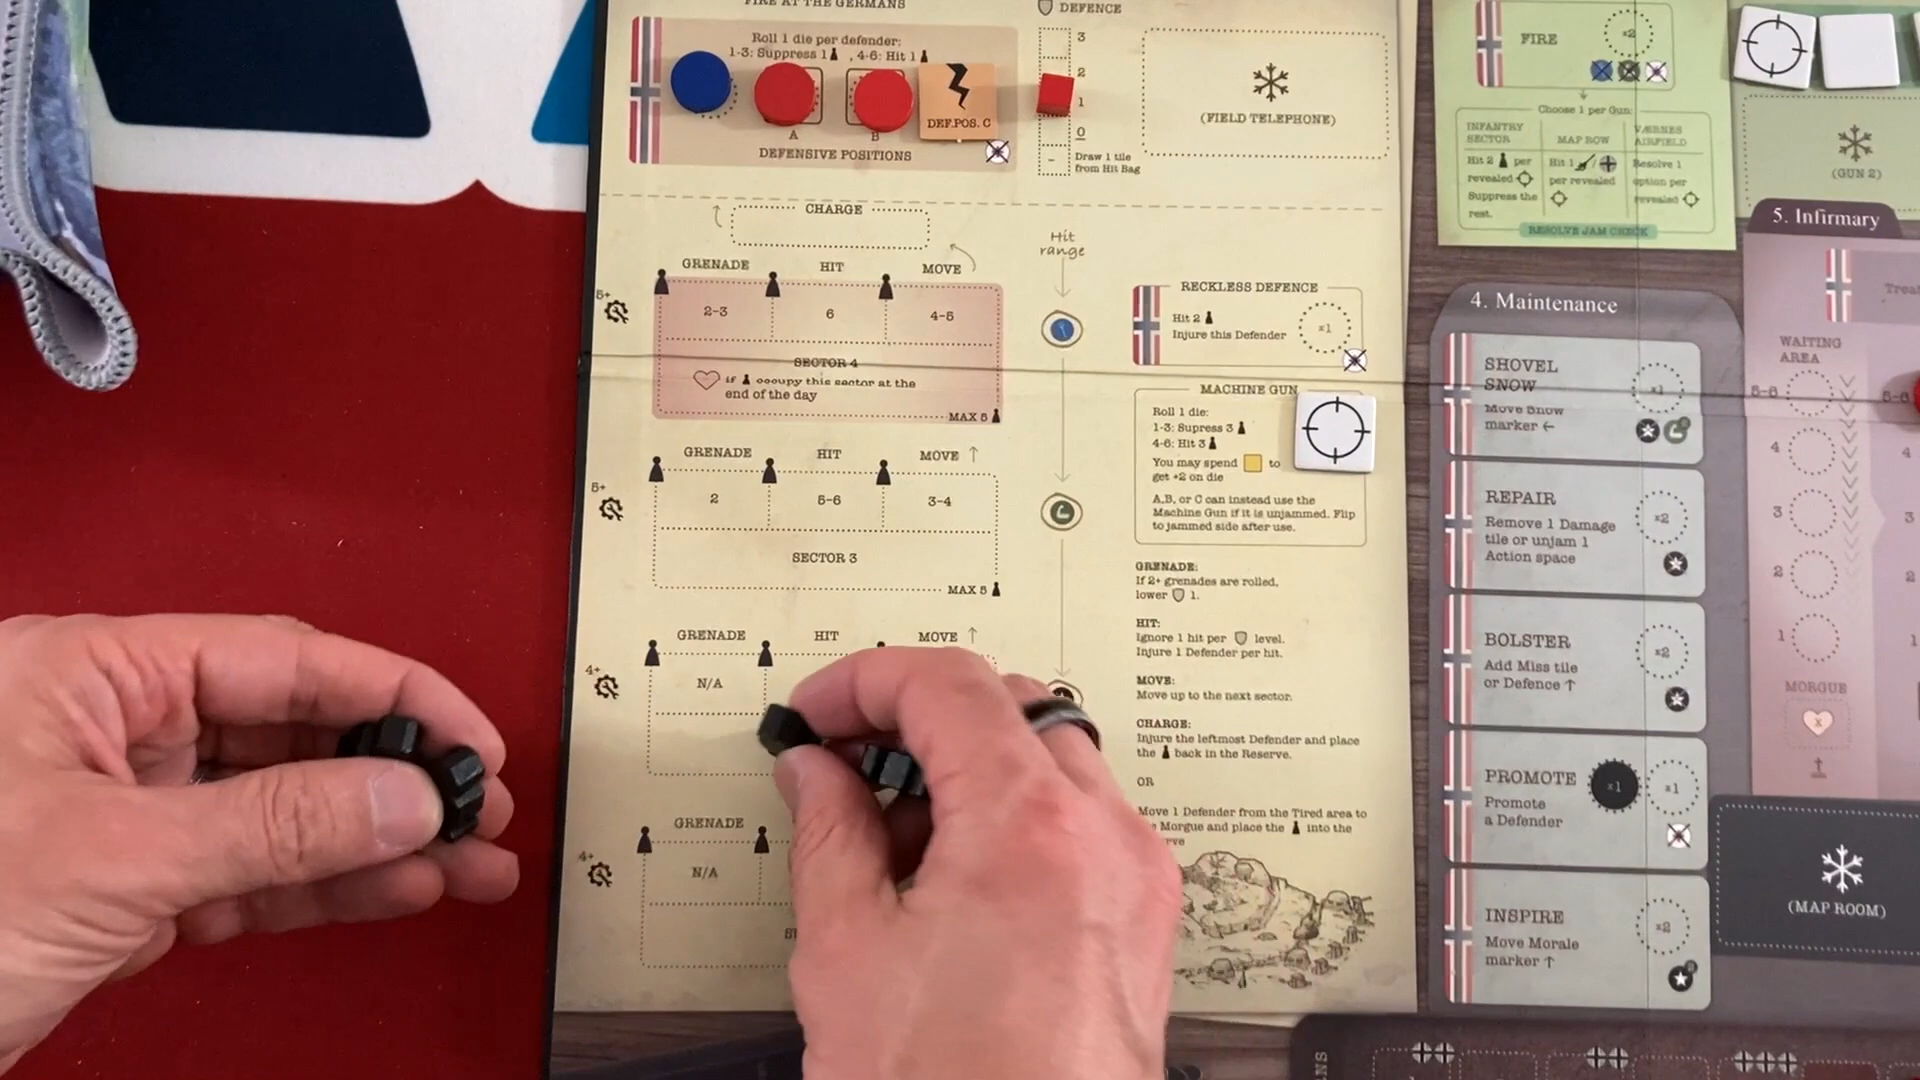 FIRE AT THE GERMANS
Roll 1 die per defender:
1-3: Suppress 1 , 4-6: Hit 1
A
B
DEF.POS. C
DEFENSIVE POSITIONS
DEFENCE
3
2
1
0
-
Draw 1 tile
from Hit Bag
(FIELD TELEPHONE)
CHARGE
Hit
range
GRENADE
HIT
MOVE
5+
2-3
6
4-5
SECTOR 4
if occupy this sector at the
end of the day
MAX 5
GRENADE
HIT
MOVE ↑
5+
2
5-6
3-4
SECTOR 3
MAX 5
GRENADE
HIT
MOVE ↑
4+
N/A
GRENADE
4+
N/A
RECKLESS DEFENCE
Hit 2
Injure this Defender
x1
MACHINE GUN
Roll 1 die:
1-3: Supress 3
4-6: Hit 3
You may spend to
get +2 on die
A,B, or C can instead use the
Machine Gun if it is unjammed. Flip
to jammed side after use.
GRENADE:
If 2+ grenades are rolled,
lower 1.
HIT:
Ignore 1 hit per level.
Injure 1 Defender per hit.
MOVE:
Move up to the next sector.
CHARGE:
Injure the leftmost Defender and place
the back in the Reserve.
OR
Move 1 Defender from the Tired area to
Morgue and place the into the
FIRE
x2
Choose 1 per Gun:
INFANTRY
SECTOR
Hit 2 per
revealed
Suppress the
rest.
MAP ROW
Hit 1 /
per revealed
VÆRNES
AIRFIELD
Resolve 1
option per
revealed
RESOLVE JAM CHECK
(GUN 2)
4. Maintenance
SHOVEL
SNOW
Move Snow
marker ←
x1
REPAIR
Remove 1 Damage
tile or unjam 1
Action space
x2
BOLSTER
Add Miss tile
or Defence ↑
x2
PROMOTE
Promote
a Defender
x1
x1
INSPIRE
Move Morale
marker ↑
x2
5. Infirmary
WAITING
AREA
5-6
4
3
2
1
MORGUE
x
5-6
4
3
2
1
(MAP ROOM)